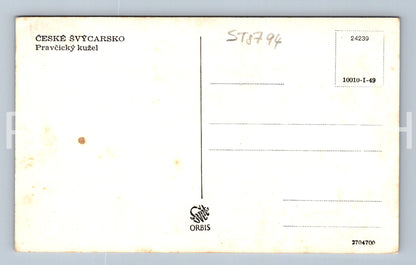 ČESKÉ ŠVÝCARSKO
Pravčický kužel
ST8794
24239
10010-I-49
ORBIS
2704700